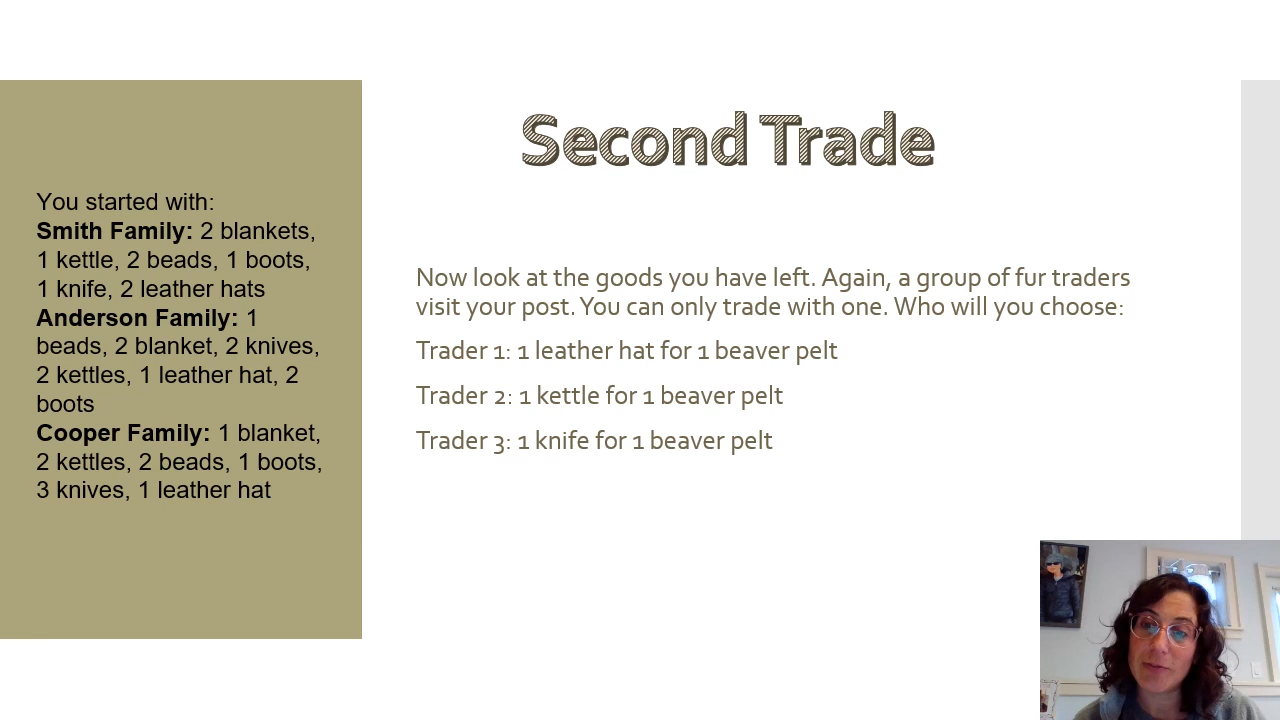 Second Trade
You started with:
Smith Family: 2 blankets,
1 kettle, 2 beads, 1 boots,
1 knife, 2 leather hats
Anderson Family: 1
beads, 2 blanket, 2 knives,
2 kettles, 1 leather hat, 2
boots
Cooper Family: 1 blanket,
2 kettles, 2 beads, 1 boots,
3 knives, 1 leather hat
Now look at the goods you have left. Again, a group of fur traders
visit your post. You can only trade with one. Who will you choose:
Trader 1: 1 leather hat for 1 beaver pelt
Trader 2: 1 kettle for 1 beaver pelt
Trader 3: 1 knife for 1 beaver pelt